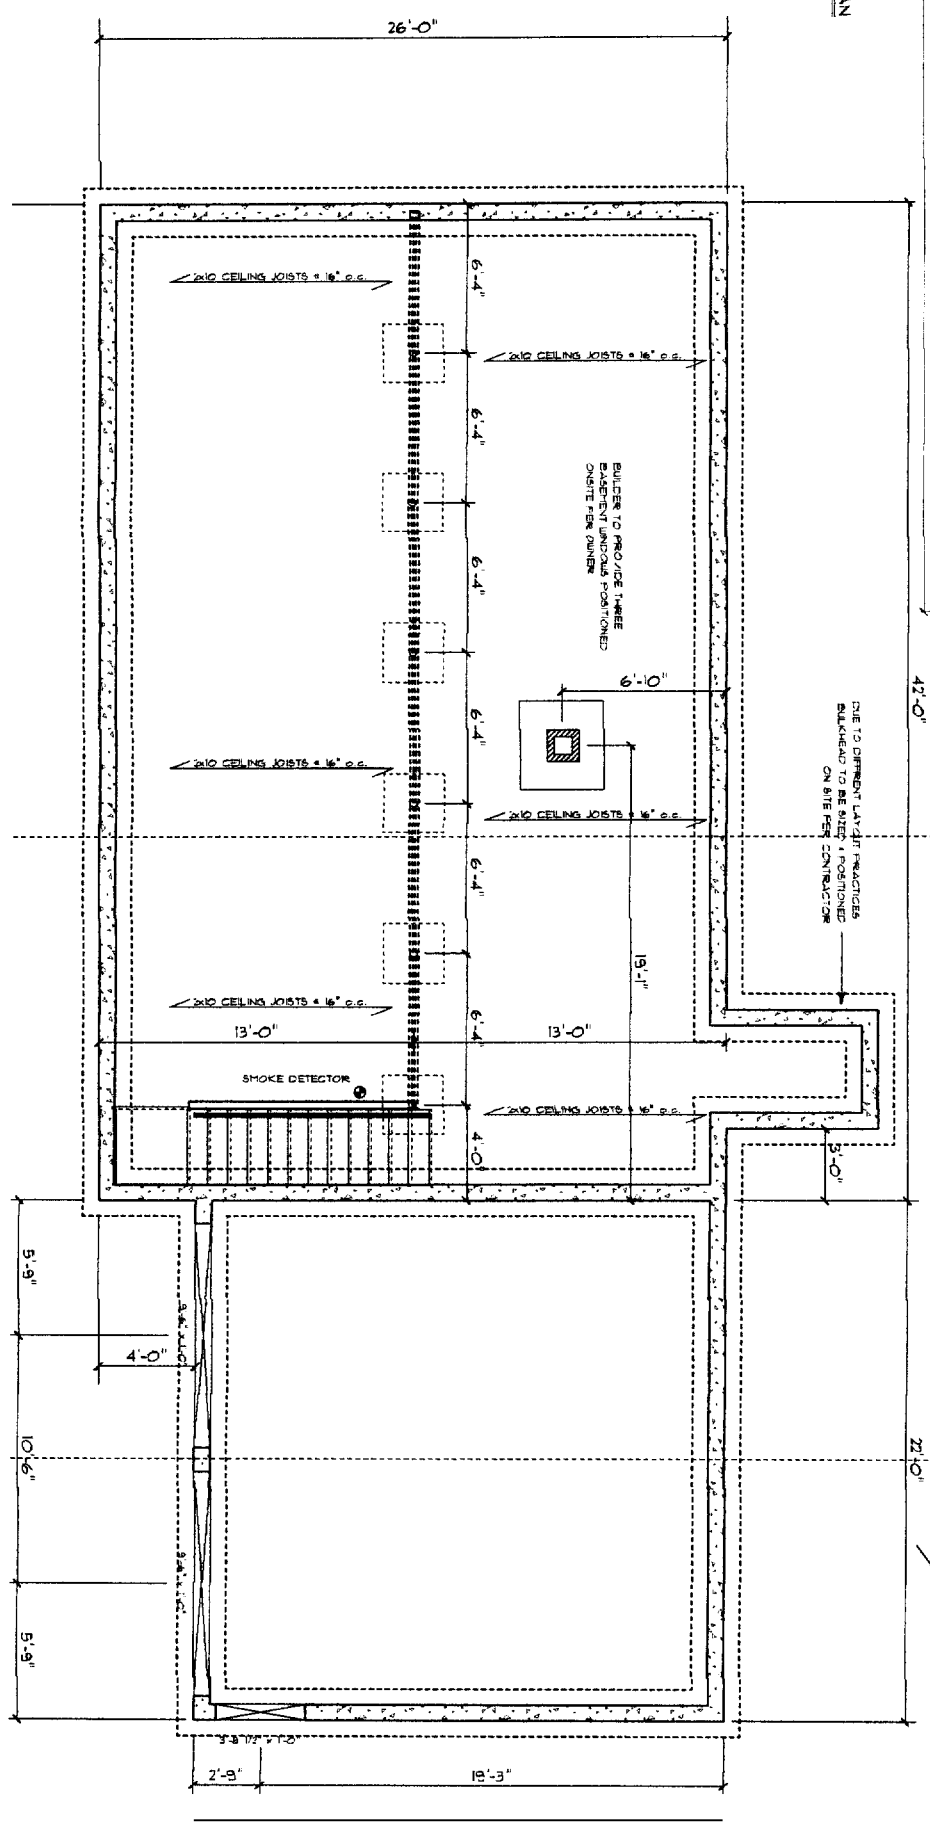 AN
26'-0"
6'-4"
2x10 CEILING JOISTS @ 16" o.c.
2x10 CEILING JOISTS @ 16" o.c.
6'-4"
BUILDER TO PROVIDE THREE
BASEMENT WINDOWS POSITIONED
ONSITE PER OWNER
6'-4"
6'-10"
42'-0"
DUE TO DIFFRENT LAYOUT PRACTICES
BULKHEAD TO BE SIZED & POSITIONED
ON SITE PER CONTRACTOR
6'-4"
2x10 CEILING JOISTS @ 16" o.c.
2x10 CEILING JOISTS @ 16" o.c.
6'-4"
19'-1"
2x10 CEILING JOISTS @ 16" o.c.
6'-4"
13'-0"
13'-0"
SMOKE DETECTOR
2x10 CEILING JOISTS @ 16" o.c.
4'-0"
3'-0"
5'-9"
4'-0"
10'-6"
22'-0"
5'-9"
2'-9"
19'-3"